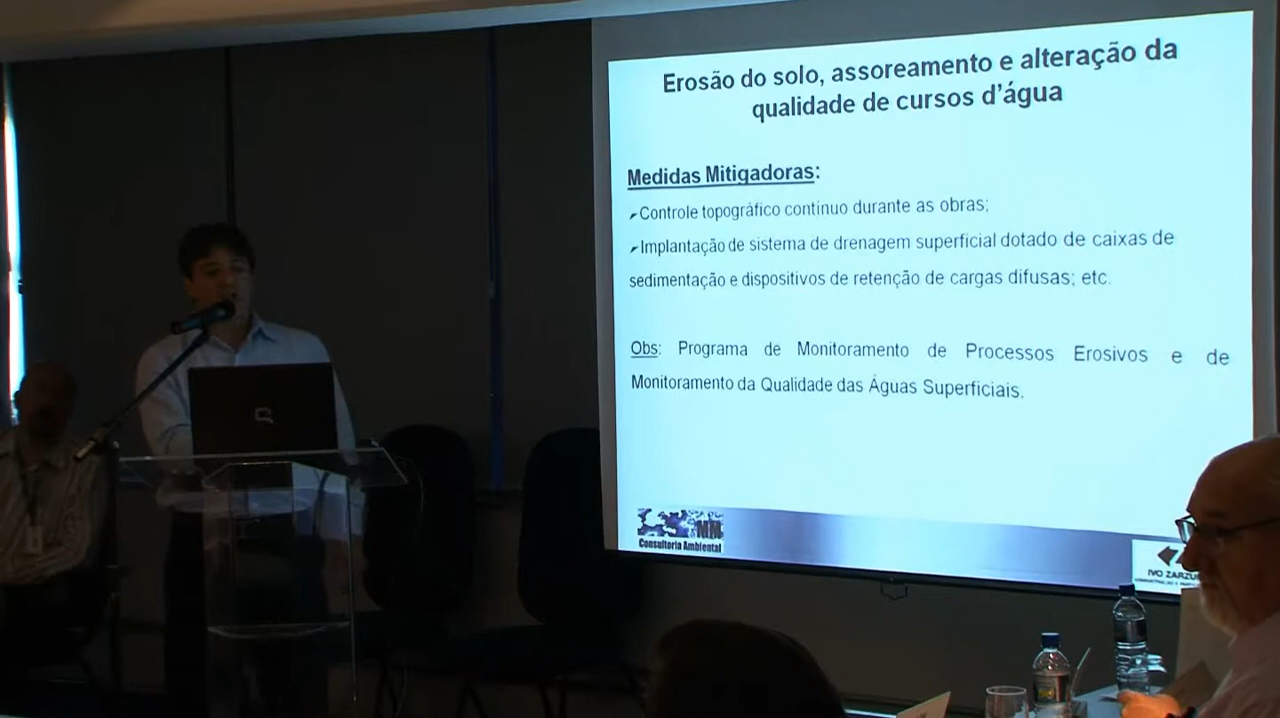 Erosão do solo, assoreamento e alteração da
qualidade de cursos d'água
Medidas Mitigadoras:
Controle topográfico contínuo durante as obras;
Implantação de sistema de drenagem superficial dotado de caixas de
sedimentação e dispositivos de retenção de cargas difusas; etc.
Obs: Programa de Monitoramento de Processos Erosivos e de
Monitoramento da Qualidade das Águas Superficiais.
MM
Consultoria Ambiental
IVO